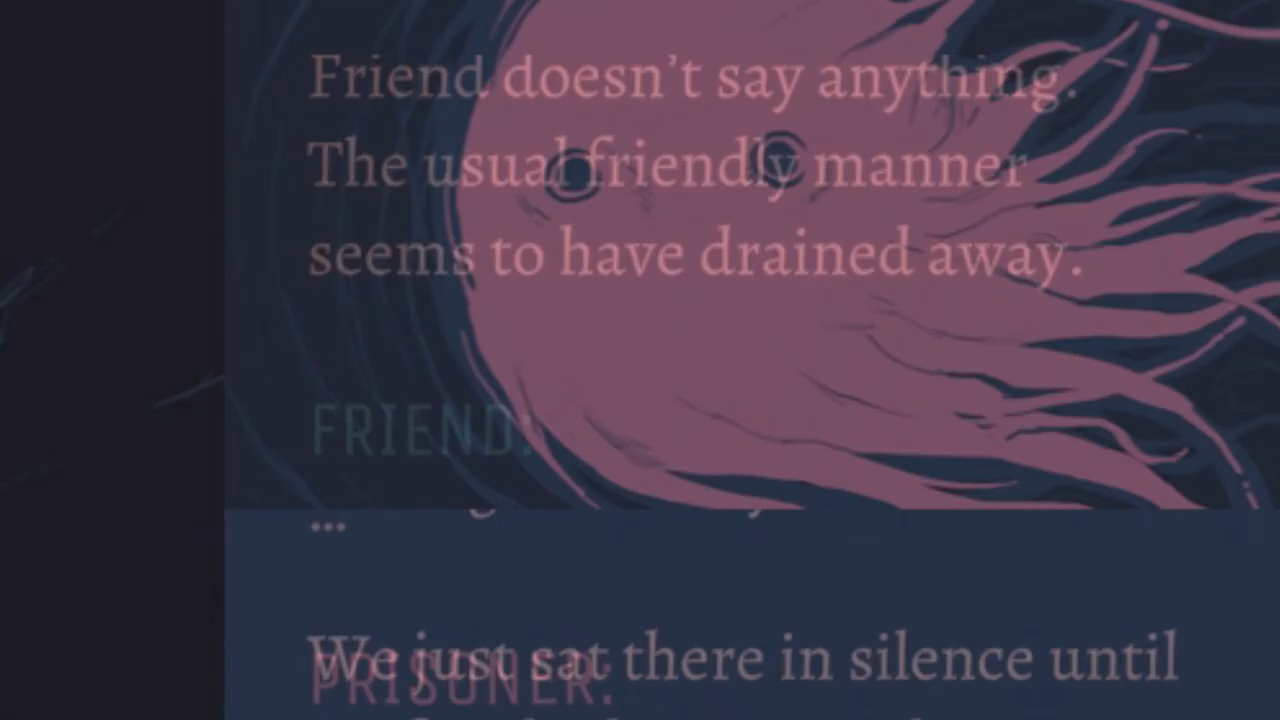 Friend doesn't say anything.
The usual friendly manner
seems to have drained away.
FRIEND:
...
We just sat there in silence until
PRISONER: